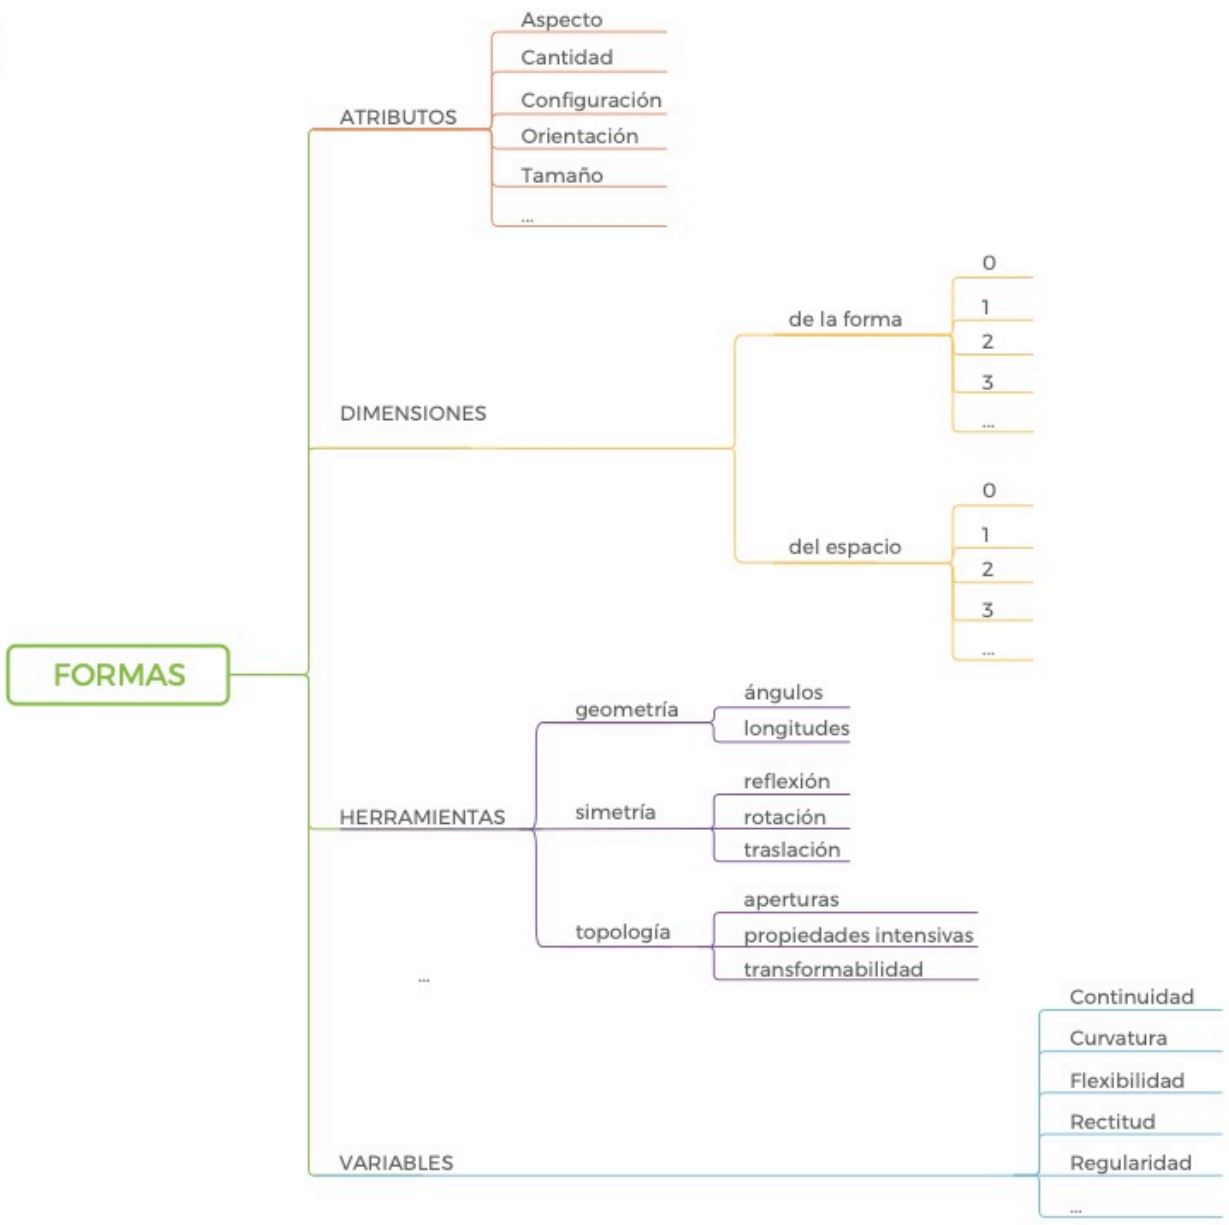 FORMAS
ATRIBUTOS
Aspecto
Cantidad
Configuración
Orientación
Tamaño
...
DIMENSIONES
de la forma
0
1
2
3
...
del espacio
0
1
2
3
...
HERRAMIENTAS
geometría
ángulos
longitudes
simetría
reflexión
rotación
traslación
topología
aperturas
propiedades intensivas
transformabilidad
...
VARIABLES
Continuidad
Curvatura
Flexibilidad
Rectitud
Regularidad
...